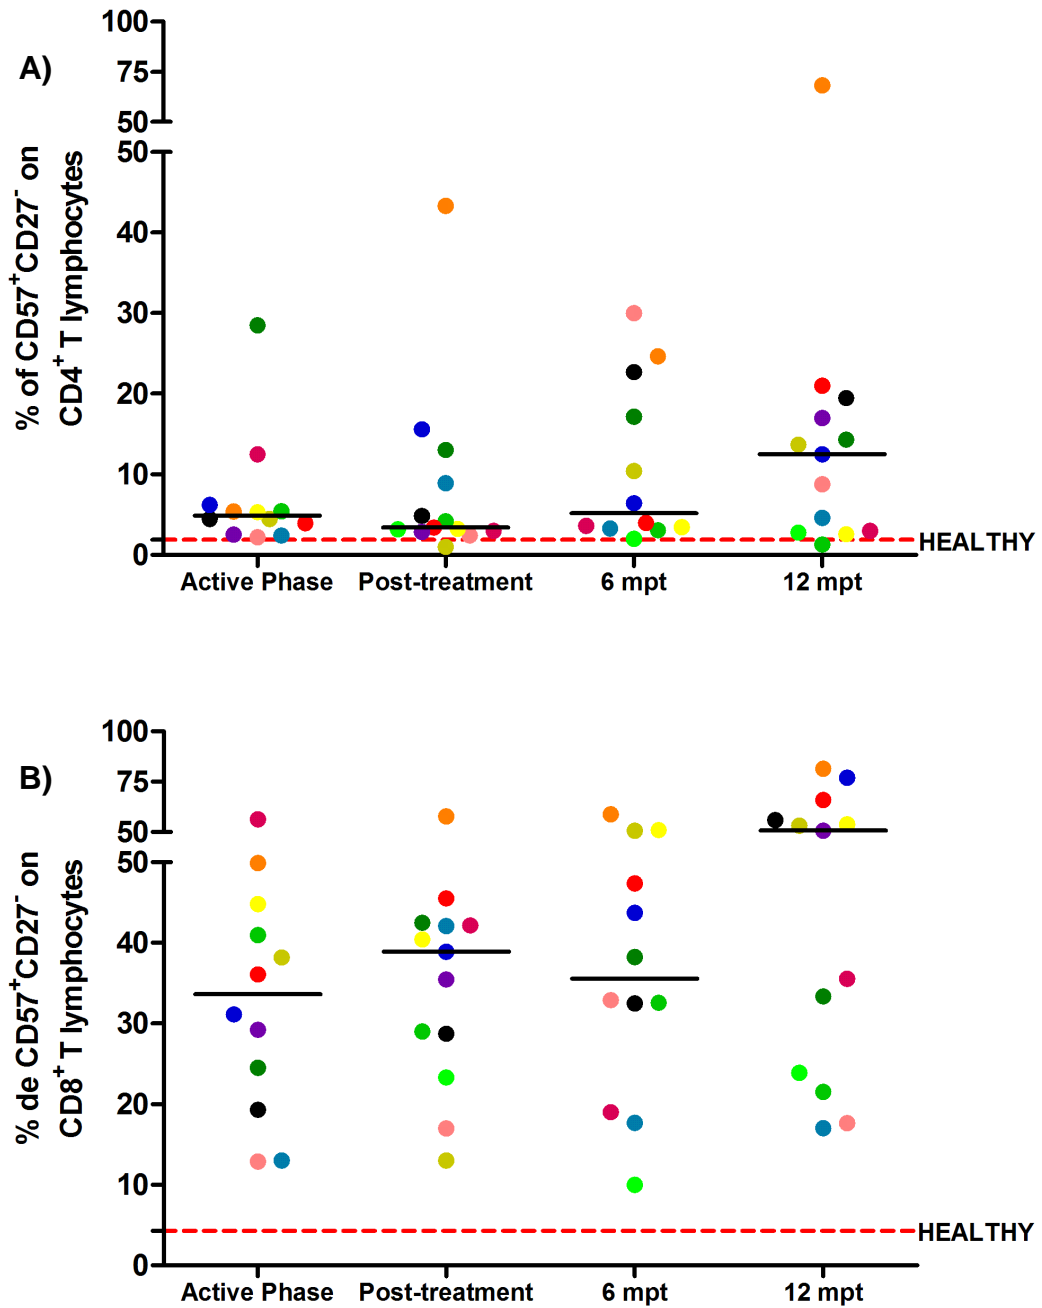 A)
% of CD57+CD27- on
CD4+ T lymphocytes
100
75
50
50
40
30
20
10
0
HEALTHY
Active Phase
Post-treatment
6 mpt
12 mpt
B)
% de CD57+CD27- on
CD8+ T lymphocytes
100
75
50
50
40
30
20
10
0
HEALTHY
Active Phase
Post-treatment
6 mpt
12 mpt